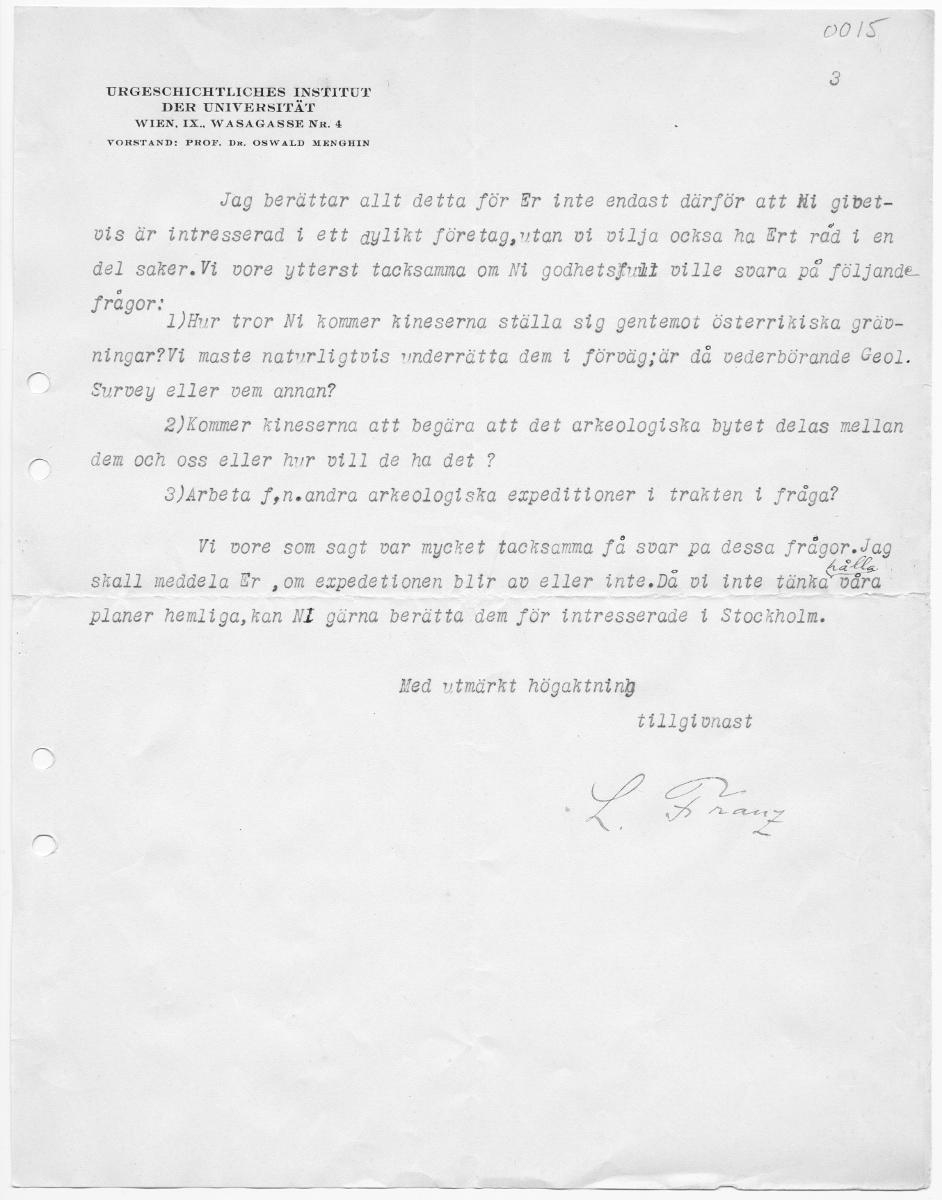 0015
3
URGESCHICHTLICHES INSTITUT
DER UNIVERSITÄT
WIEN, IX., WASAGASSE NR. 4
VORSTAND: PROF. DR. OSWALD MENGHIN
Jag berättar allt detta för Er inte endast därför att Ni givet-
vis är intresserad i ett dylikt företag,utan vi vilja ocksa ha Ert råd i en
del saker.Vi vore ytterst tacksamma om Ni godhetsfullt ville svara på följande
frågor:
1)Hur tror Ni kommer kineserna ställa sig gentemot österrikiska gräv-
ningar?Vi maste naturligtvis underrätta dem i förväg;är då vederbörande Geol.
Survey eller vem annan?
2)Kommer kineserna att begära att det arkeologiska bytet delas mellan
dem och oss eller hur vill de ha det ?
3)Arbeta f,n.andra arkeologiska expeditioner i trakten i fråga?
Vi vore som sagt var mycket tacksamma få svar pa dessa frågor.Jag
skall meddela Er ,om expedetionen blir av eller inte.Då vi inte tänka hålla våra
planer hemliga,kan NI gärna berätta dem för intresserade i Stockholm.
Med utmärkt högaktning
tillgivnast
L. Franz